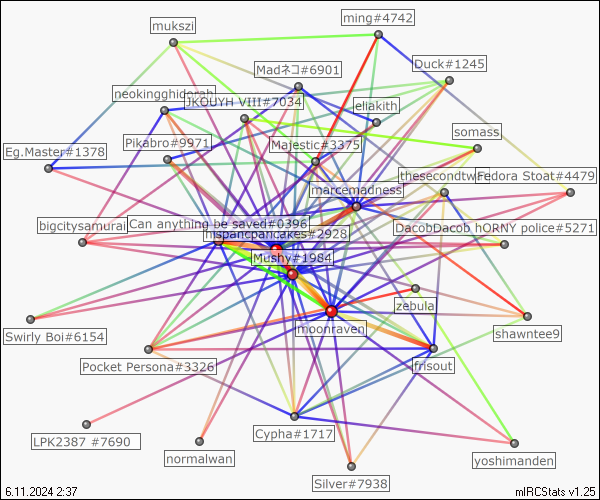 ming#4742
mukszi
Duck#1245
Madネコ#6901
neokingghidorah
JKOUYH VIII#7034
eliakith
somass
Pikabro#9971
Majestic#3375
Eg.Master#1378
Fedora Stoat#4479
marcemadness
bigcitysamurai
Can anything be saved#0396
DacobDacob hORNY police#5271
#2928
Mushy#1984
zebula
moonraven
Swirly Boi#6154
shawntee9
Pocket Persona#3326
frisout
LPK2387 #7690
Cypha#1717
normalwan
yoshimanden
Silver#7938
6.11.2024 2:37
mIRCStats v1.25